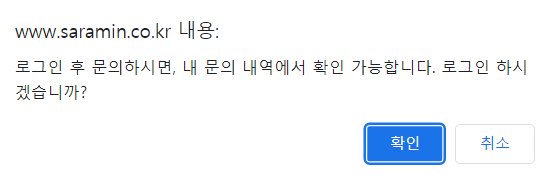 www.saramin.co.kr 내용:
로그인 후 문의하시면, 내 문의 내역에서 확인 가능합니다. 로그인 하시
겠습니까?
확인
취소